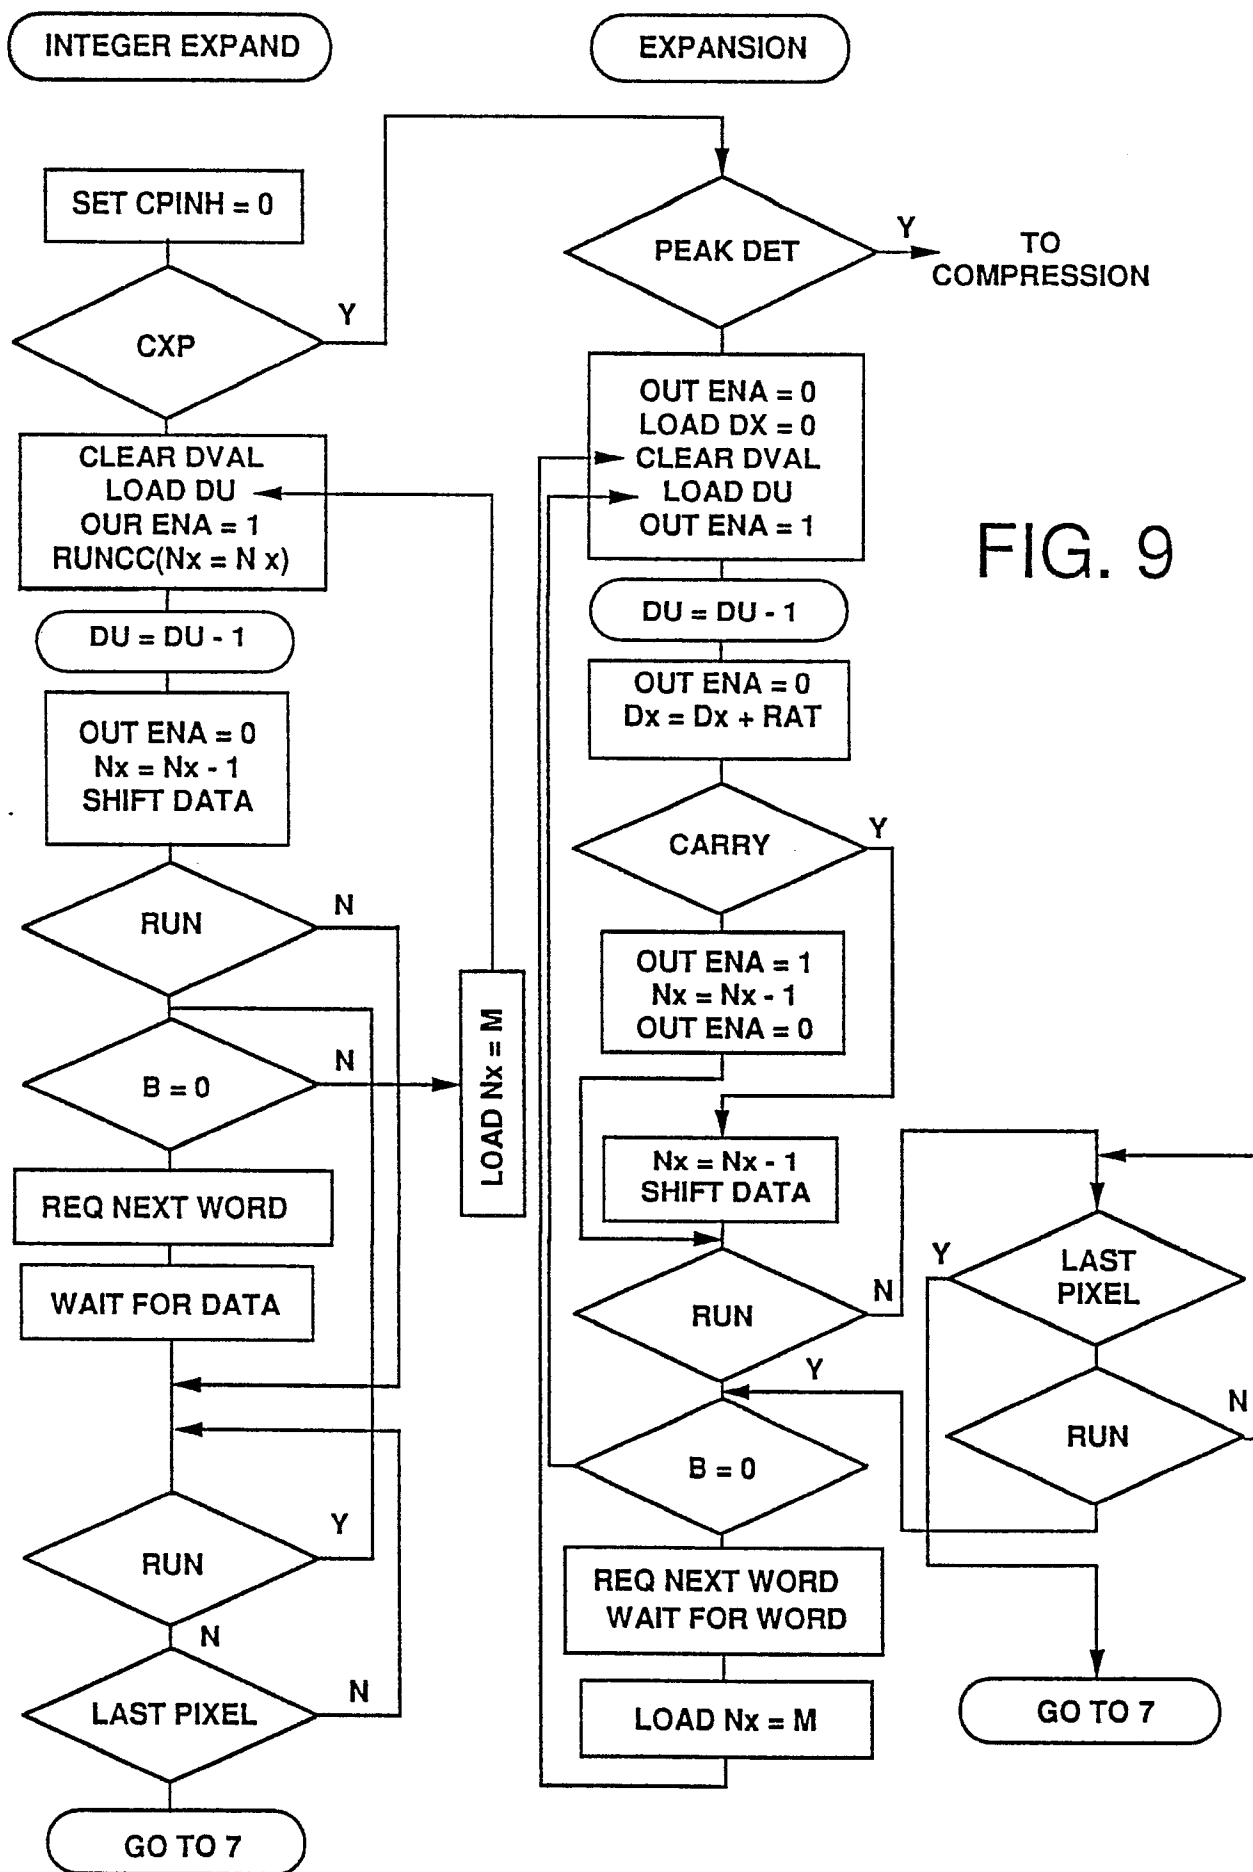 INTEGER EXPAND
SET CPINH = 0
CXP
Y
CLEAR DVAL
LOAD DU
OUR ENA = 1
RUNCC(Nx = N x)
DU = DU - 1
OUT ENA = 0
Nx = Nx - 1
SHIFT DATA
RUN
N
B = 0
N
LOAD Nx = M
REQ NEXT WORD
WAIT FOR DATA
RUN
Y
N
LAST PIXEL
N
GO TO 7
EXPANSION
PEAK DET
Y
TO
COMPRESSION
OUT ENA = 0
LOAD DX = 0
CLEAR DVAL
LOAD DU
OUT ENA = 1
DU = DU - 1
OUT ENA = 0
Dx = Dx + RAT
CARRY
Y
OUT ENA = 1
Nx = Nx - 1
OUT ENA = 0
Nx = Nx - 1
SHIFT DATA
RUN
N
Y
B = 0
REQ NEXT WORD
WAIT FOR WORD
LOAD Nx = M
Y
LAST
PIXEL
RUN
N
GO TO 7
FIG. 9